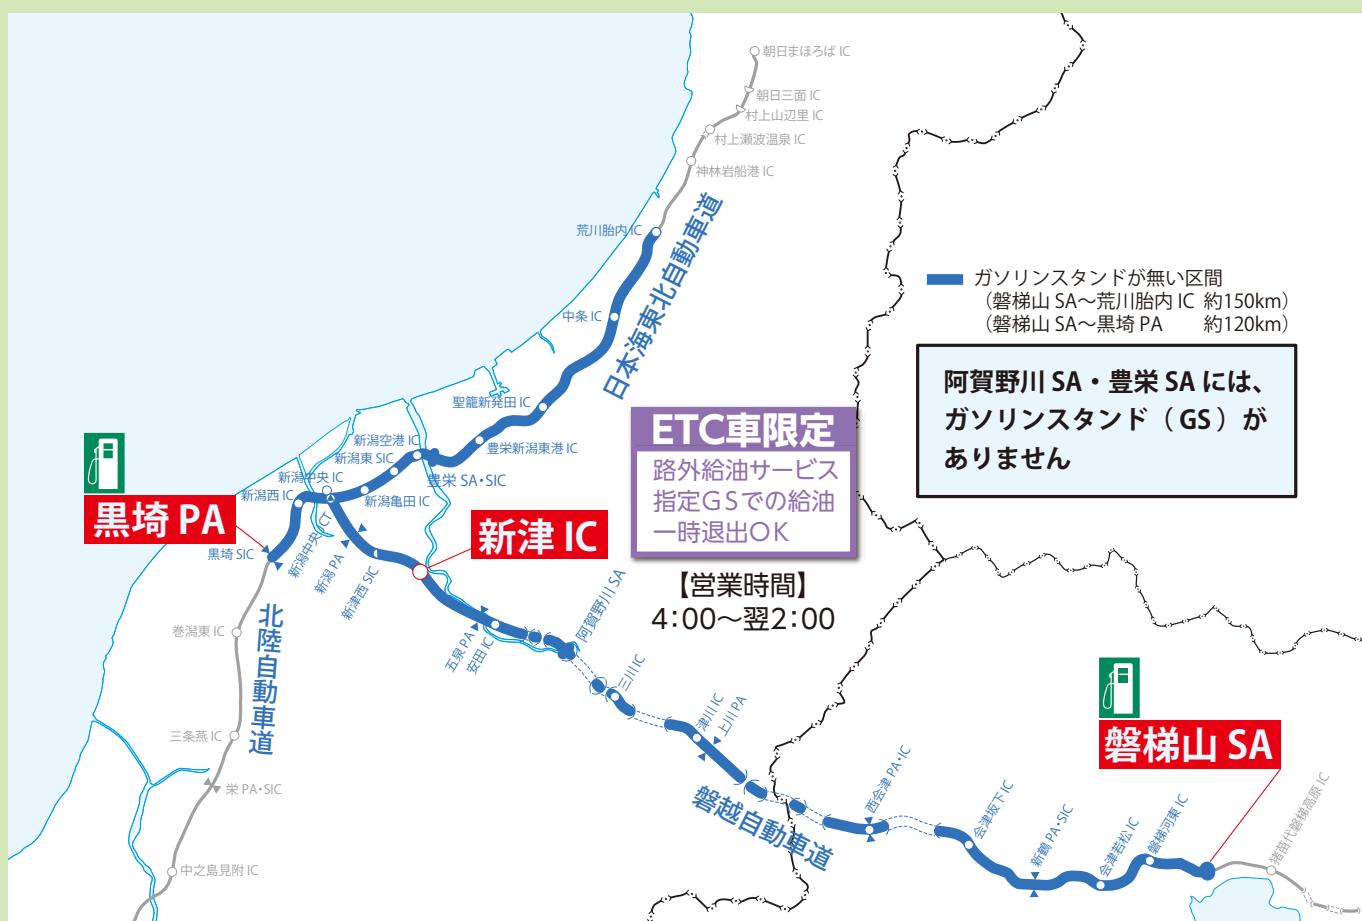 朝日まほろば IC
朝日三面 IC
村上山辺里 IC
村上瀬波温泉 IC
神林岩船港 IC
荒川胎内 IC
中条 IC
日本海東北自動車道
聖籠新発田 IC
豊栄新潟東港 IC
新潟空港 IC
新潟東 SIC
豊栄 SA・SIC
新潟中央 IC
新潟亀田 IC
新潟西 IC
黒埼 PA
黒埼 SIC
新潟中央 JCT
新潟 PA
新津西 SIC
新津 IC
ガソリンスタンドが無い区間
（磐梯山 SA～荒川胎内 IC 約150km）
（磐梯山 SA～黒埼 PA 約120km）
阿賀野川 SA・豊栄 SA には、
ガソリンスタンド（ GS ）が
ありません
ETC車限定
路外給油サービス
指定GSでの給油
一時退出OK
【営業時間】
4:00～翌2:00
北陸自動車道
巻潟東 IC
三条燕 IC
栄 PA・SIC
中之島見附 IC
五泉 PA
安田 IC
阿賀野川 SA
三川 IC
津川 IC
上川 PA
磐越自動車道
西会津 PA・IC
会津坂下 IC
新鶴 PA・SIC
会津若松 IC
磐梯河東 IC
磐梯山 SA
猪苗代磐梯高原 IC